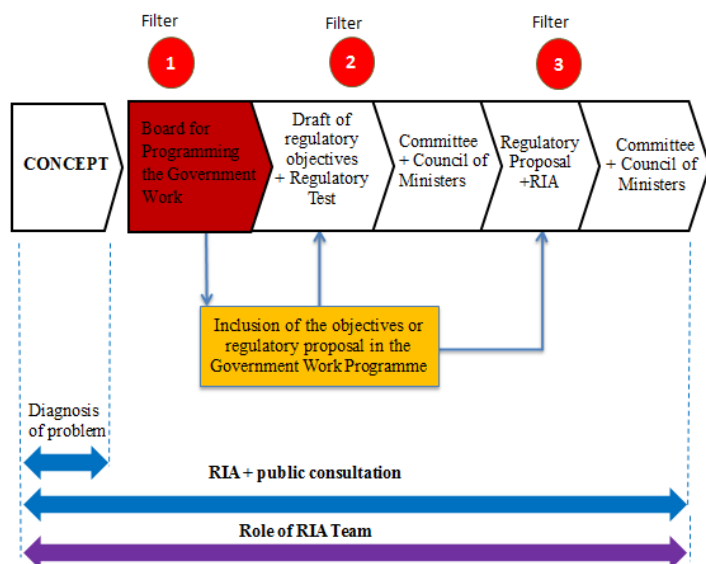 Filter
1
Filter
2
Filter
3
CONCEPT
Board for
Programming
the Government
Work
Draft of
regulatory
objectives
+ Regulatory
Test
Committee
+ Council of
Ministers
Regulatory
Proposal
+RIA
Committee
+ Council of
Ministers
Inclusion of the objectives or
regulatory proposal in the
Government Work Programme
Diagnosis
of problem
RIA + public consultation
Role of RIA Team